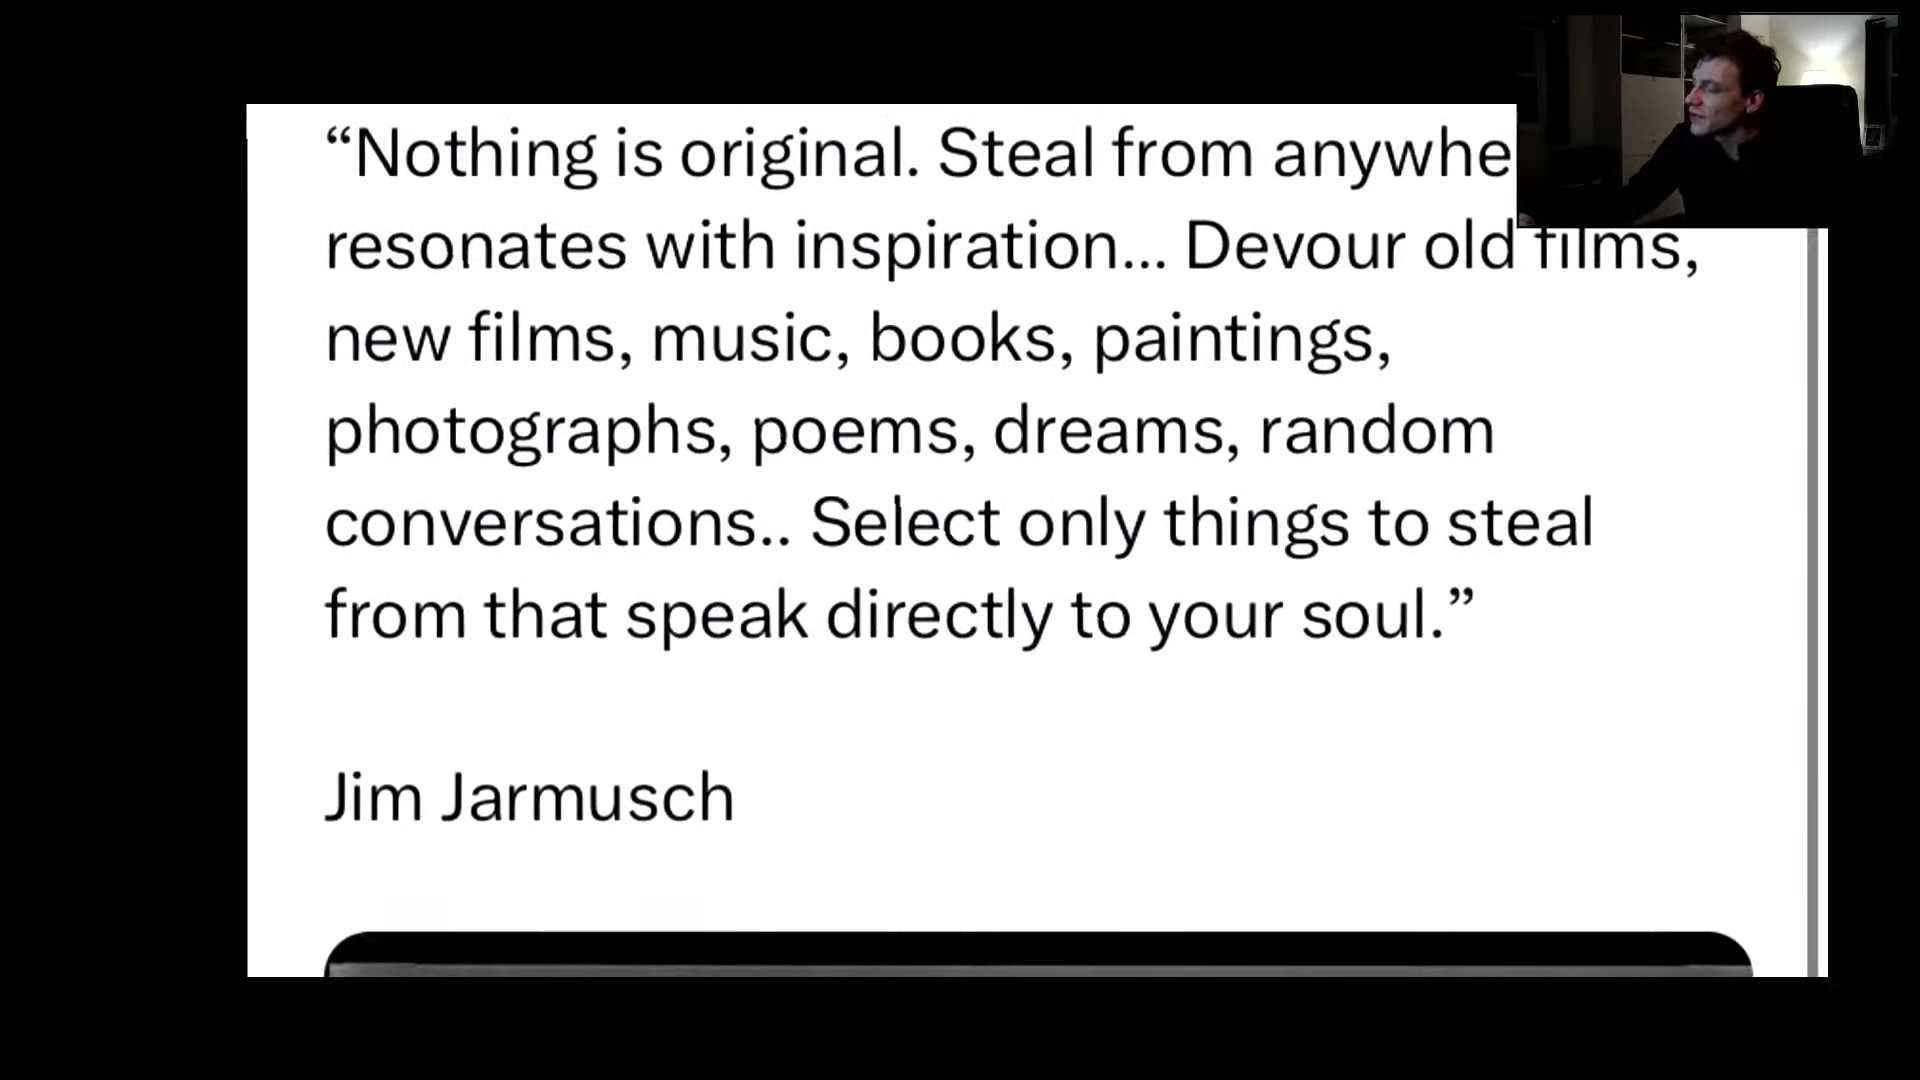 “Nothing is original. Steal from anywhe
resonates with inspiration... Devour old films,
new films, music, books, paintings,
photographs, poems, dreams, random
conversations.. Select only things to steal
from that speak directly to your soul.”
Jim Jarmusch